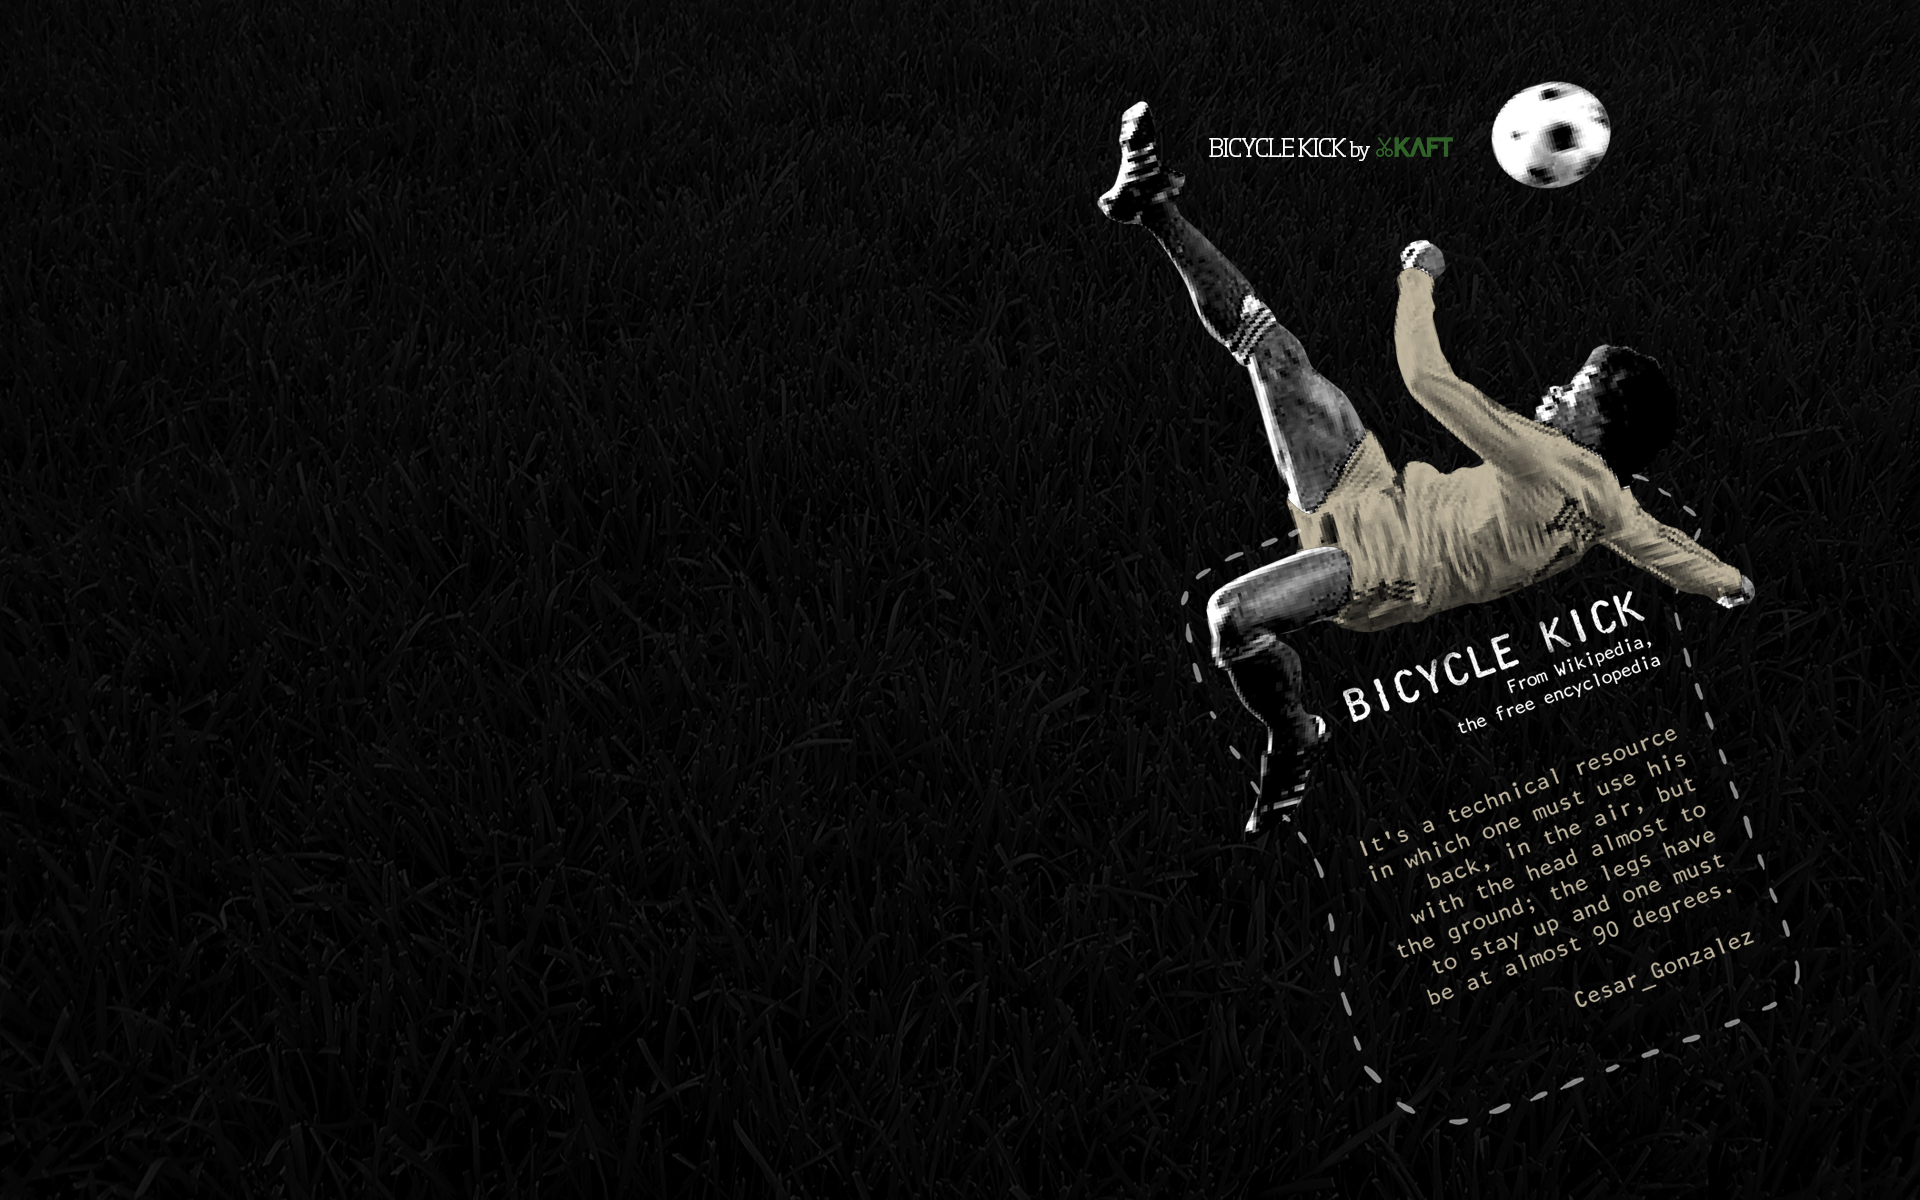 BICYCLE KICK by KAFT
BICYCLE KICK
From Wikipedia,
the free encyclopedia
It's a technical resource
in which one must use his
back, in the air, but
with the head almost to
the ground; the legs have
to stay up and one must
be at almost 90 degrees.
Cesar_Gonzalez